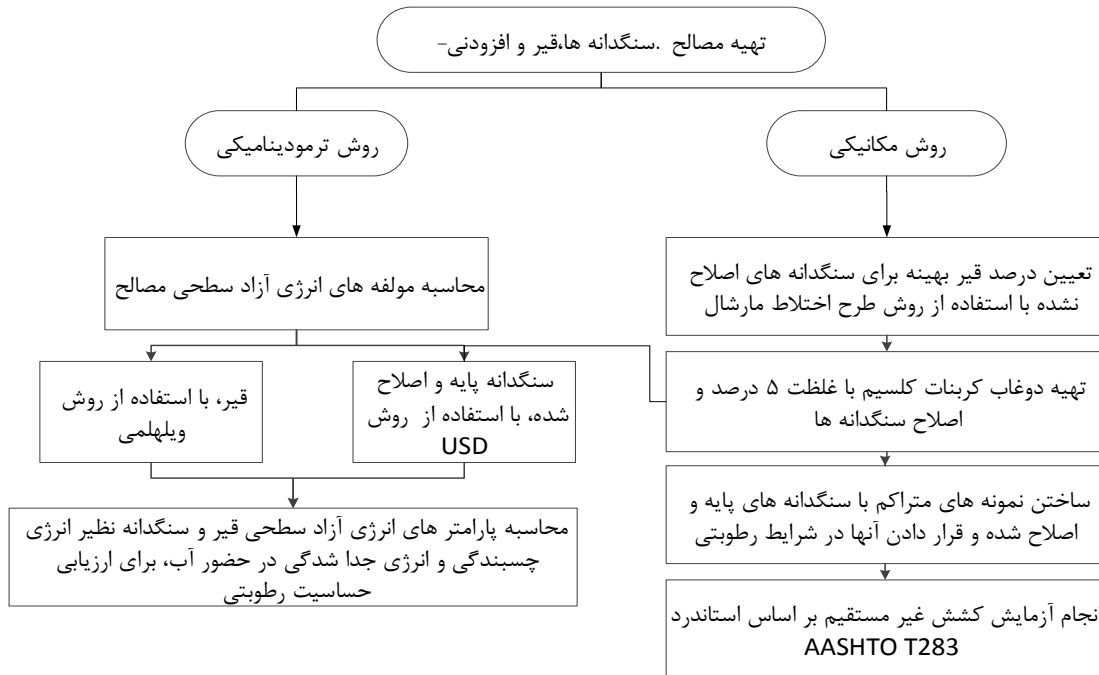 تهیه مصالح .سنگدانه ها،قیر و افزودنی-
روش مکانیکی
روش ترمودینامیکی
تعیین درصد قیر بهینه برای سنگدانه های اصلاح
نشده با استفاده از روش طرح اختلاط مارشال
محاسبه مولفه های انرژی آزاد سطحی مصالح
تهیه دوغاب کربنات کلسیم با غلظت ۵ درصد و
اصلاح سنگدانه ها
سنگدانه پایه و اصلاح
شده، با استفاده از روش
USD
قیر، با استفاده از روش
ویلهلمی
ساختن نمونه های متراکم با سنگدانه های پایه و
اصلاح شده و قرار دادن آنها در شرایط رطوبتی
محاسبه پارامتر های انرژی آزاد سطحی قیر و سنگدانه نظیر انرژی
چسبندگی و انرژی جدا شدگی در حضور آب، برای ارزیابی
حساسیت رطوبتی
انجام آزمایش کشش غیر مستقیم بر اساس استاندرد
AASHTO T283